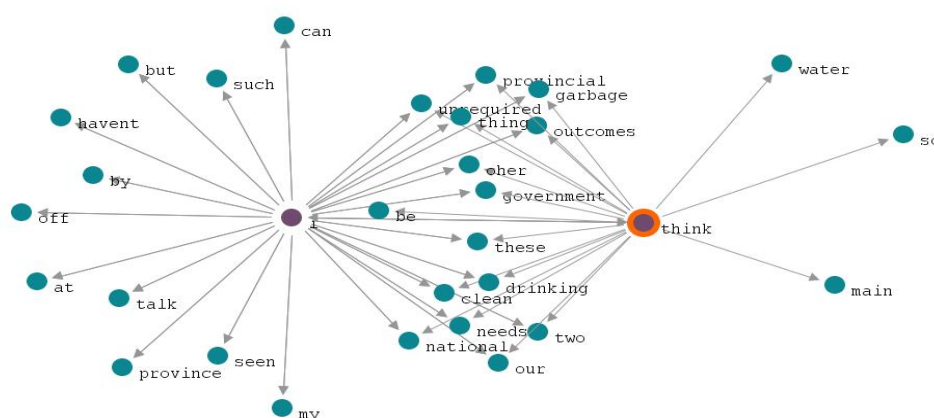 can
but
such
provincial
water
garbage
unrequired
havent
thing
outcomes
oher
by
government
off
be
i
think
these
at
talk
clean
drinking
main
needs
two
national
seen
province
our
my